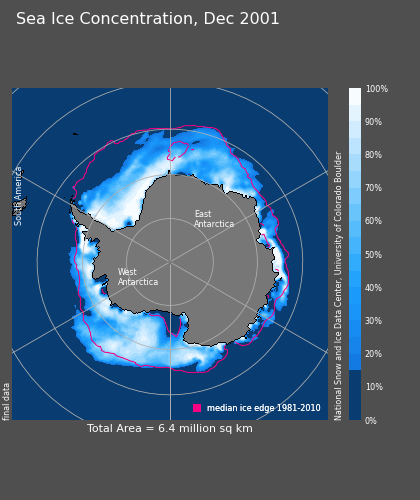 Sea Ice Concentration, Dec 2001
South America
East
Antarctica
West
Antarctica
median ice edge 1981-2010
final data
Total Area = 6.4 million sq km
100%
90%
80%
70%
60%
50%
40%
30%
20%
10%
0%
National Snow and Ice Data Center, University of Colorado Boulder